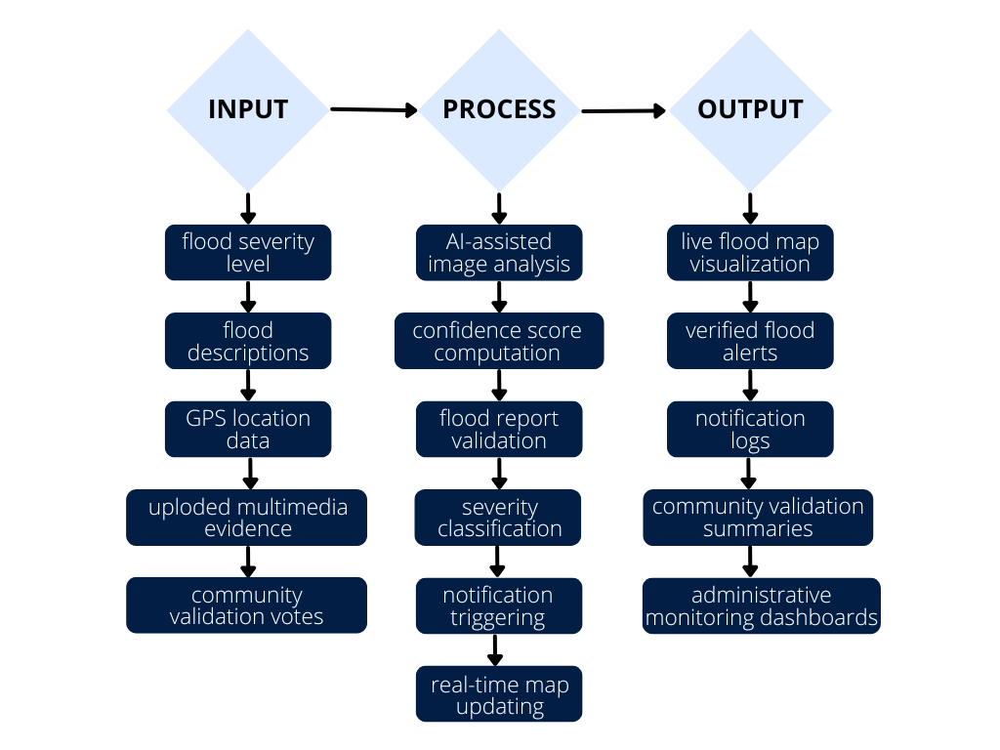 INPUT
PROCESS
OUTPUT
flood severity
level
flood
descriptions
GPS location
data
uploded multimedia
evidence
community
validation votes
AI-assisted
image analysis
confidence score
computation
flood report
validation
severity
classification
notification
triggering
real-time map
updating
live flood map
visualization
verified flood
alerts
notification
logs
community validation
summaries
administrative
monitoring dashboards